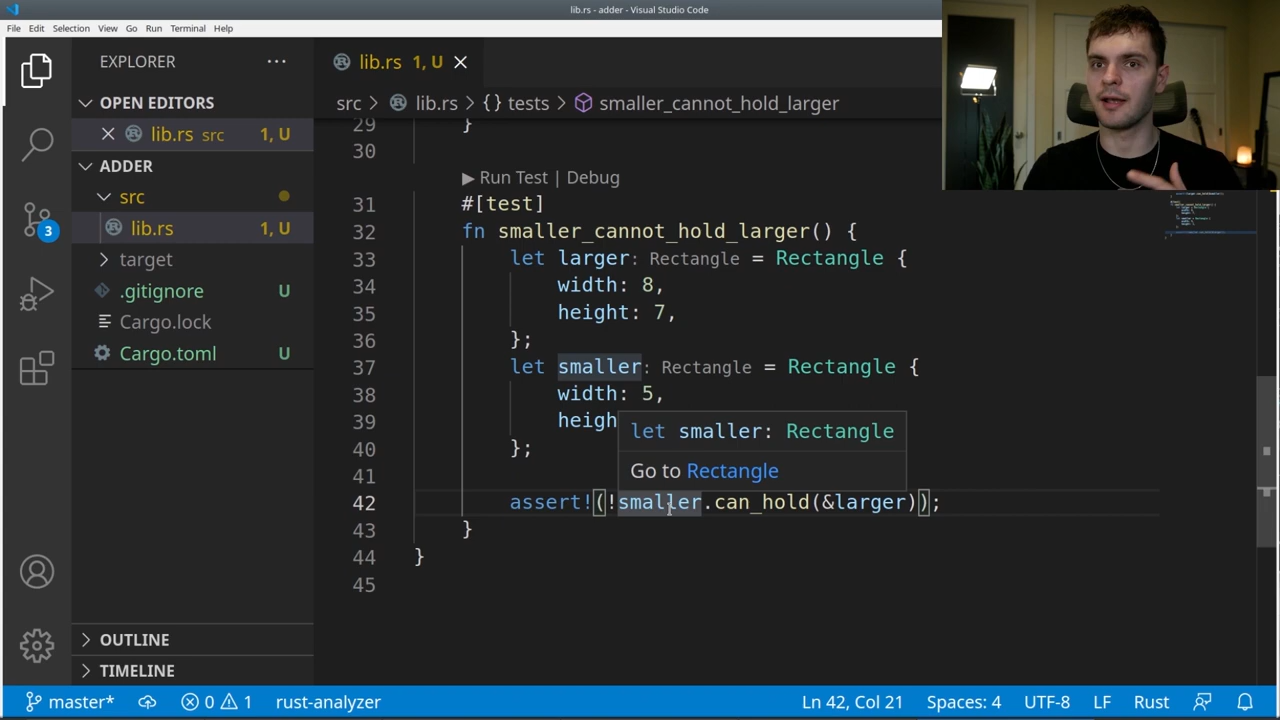 lib.rs - adder - Visual Studio Code
File Edit Selection View Go Run Terminal Help
EXPLORER
OPEN EDITORS
lib.rs src 1, U
ADDER
src
lib.rs 1, U
target
.gitignore U
Cargo.lock
Cargo.toml U
OUTLINE
TIMELINE
3
lib.rs 1, U
src > lib.rs > {} tests > smaller_cannot_hold_larger
29 }
30
▶ Run Test | Debug
31 #[test]
32 fn smaller_cannot_hold_larger() {
33 let larger: Rectangle = Rectangle {
34 width: 8,
35 height: 7,
36 };
37 let smaller: Rectangle = Rectangle {
38 width: 5,
39 heigh
40 };
let smaller: Rectangle
Go to Rectangle
41
42 assert!(!smaller.can_hold(&larger));
43 }
44 }
45
master* 0 1 rust-analyzer Ln 42, Col 21 Spaces: 4 UTF-8 LF Rust